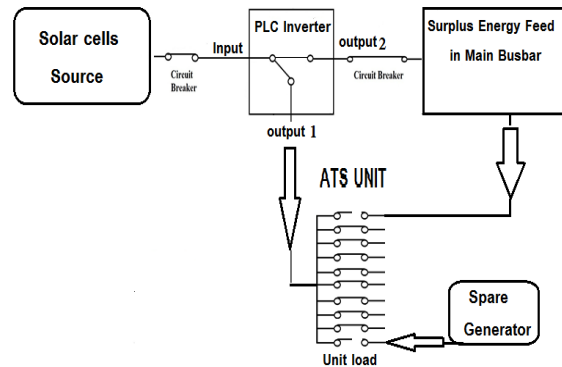 Solar cells
Source
Circuit
Breaker
Input
PLC Inverter
output 2
Circuit Breaker
Surplus Energy Feed
in Main Busbar
output 1
ATS UNIT
Spare
Generator
Unit load